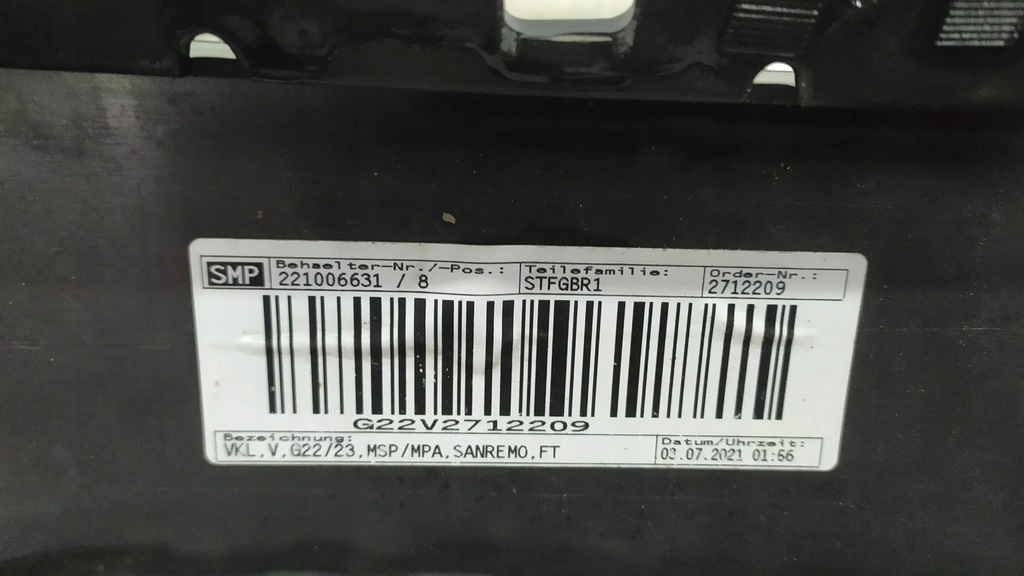 SMP Behaelter-Nr./-Pos.: Teilefamilie: Order-Nr.:
221006631 / 8 STFGBR1 2712209
G22V2712209
Bezeichnung: Datum/Uhrzeit:
VKL,V,G22/23,MSP/MPA,SANREMO,FT 03.07.2021 01:56